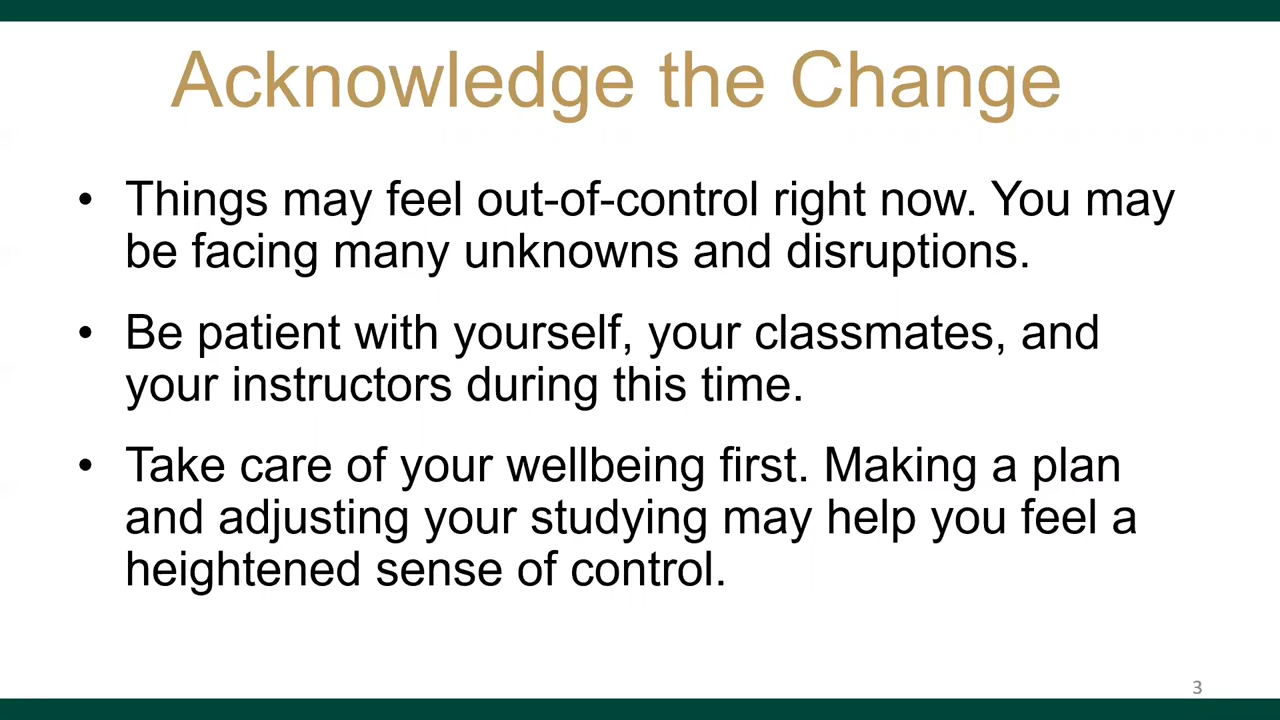 Acknowledge the Change
• Things may feel out-of-control right now. You may
be facing many unknowns and disruptions.
• Be patient with yourself, your classmates, and
your instructors during this time.
• Take care of your wellbeing first. Making a plan
and adjusting your studying may help you feel a
heightened sense of control.
3